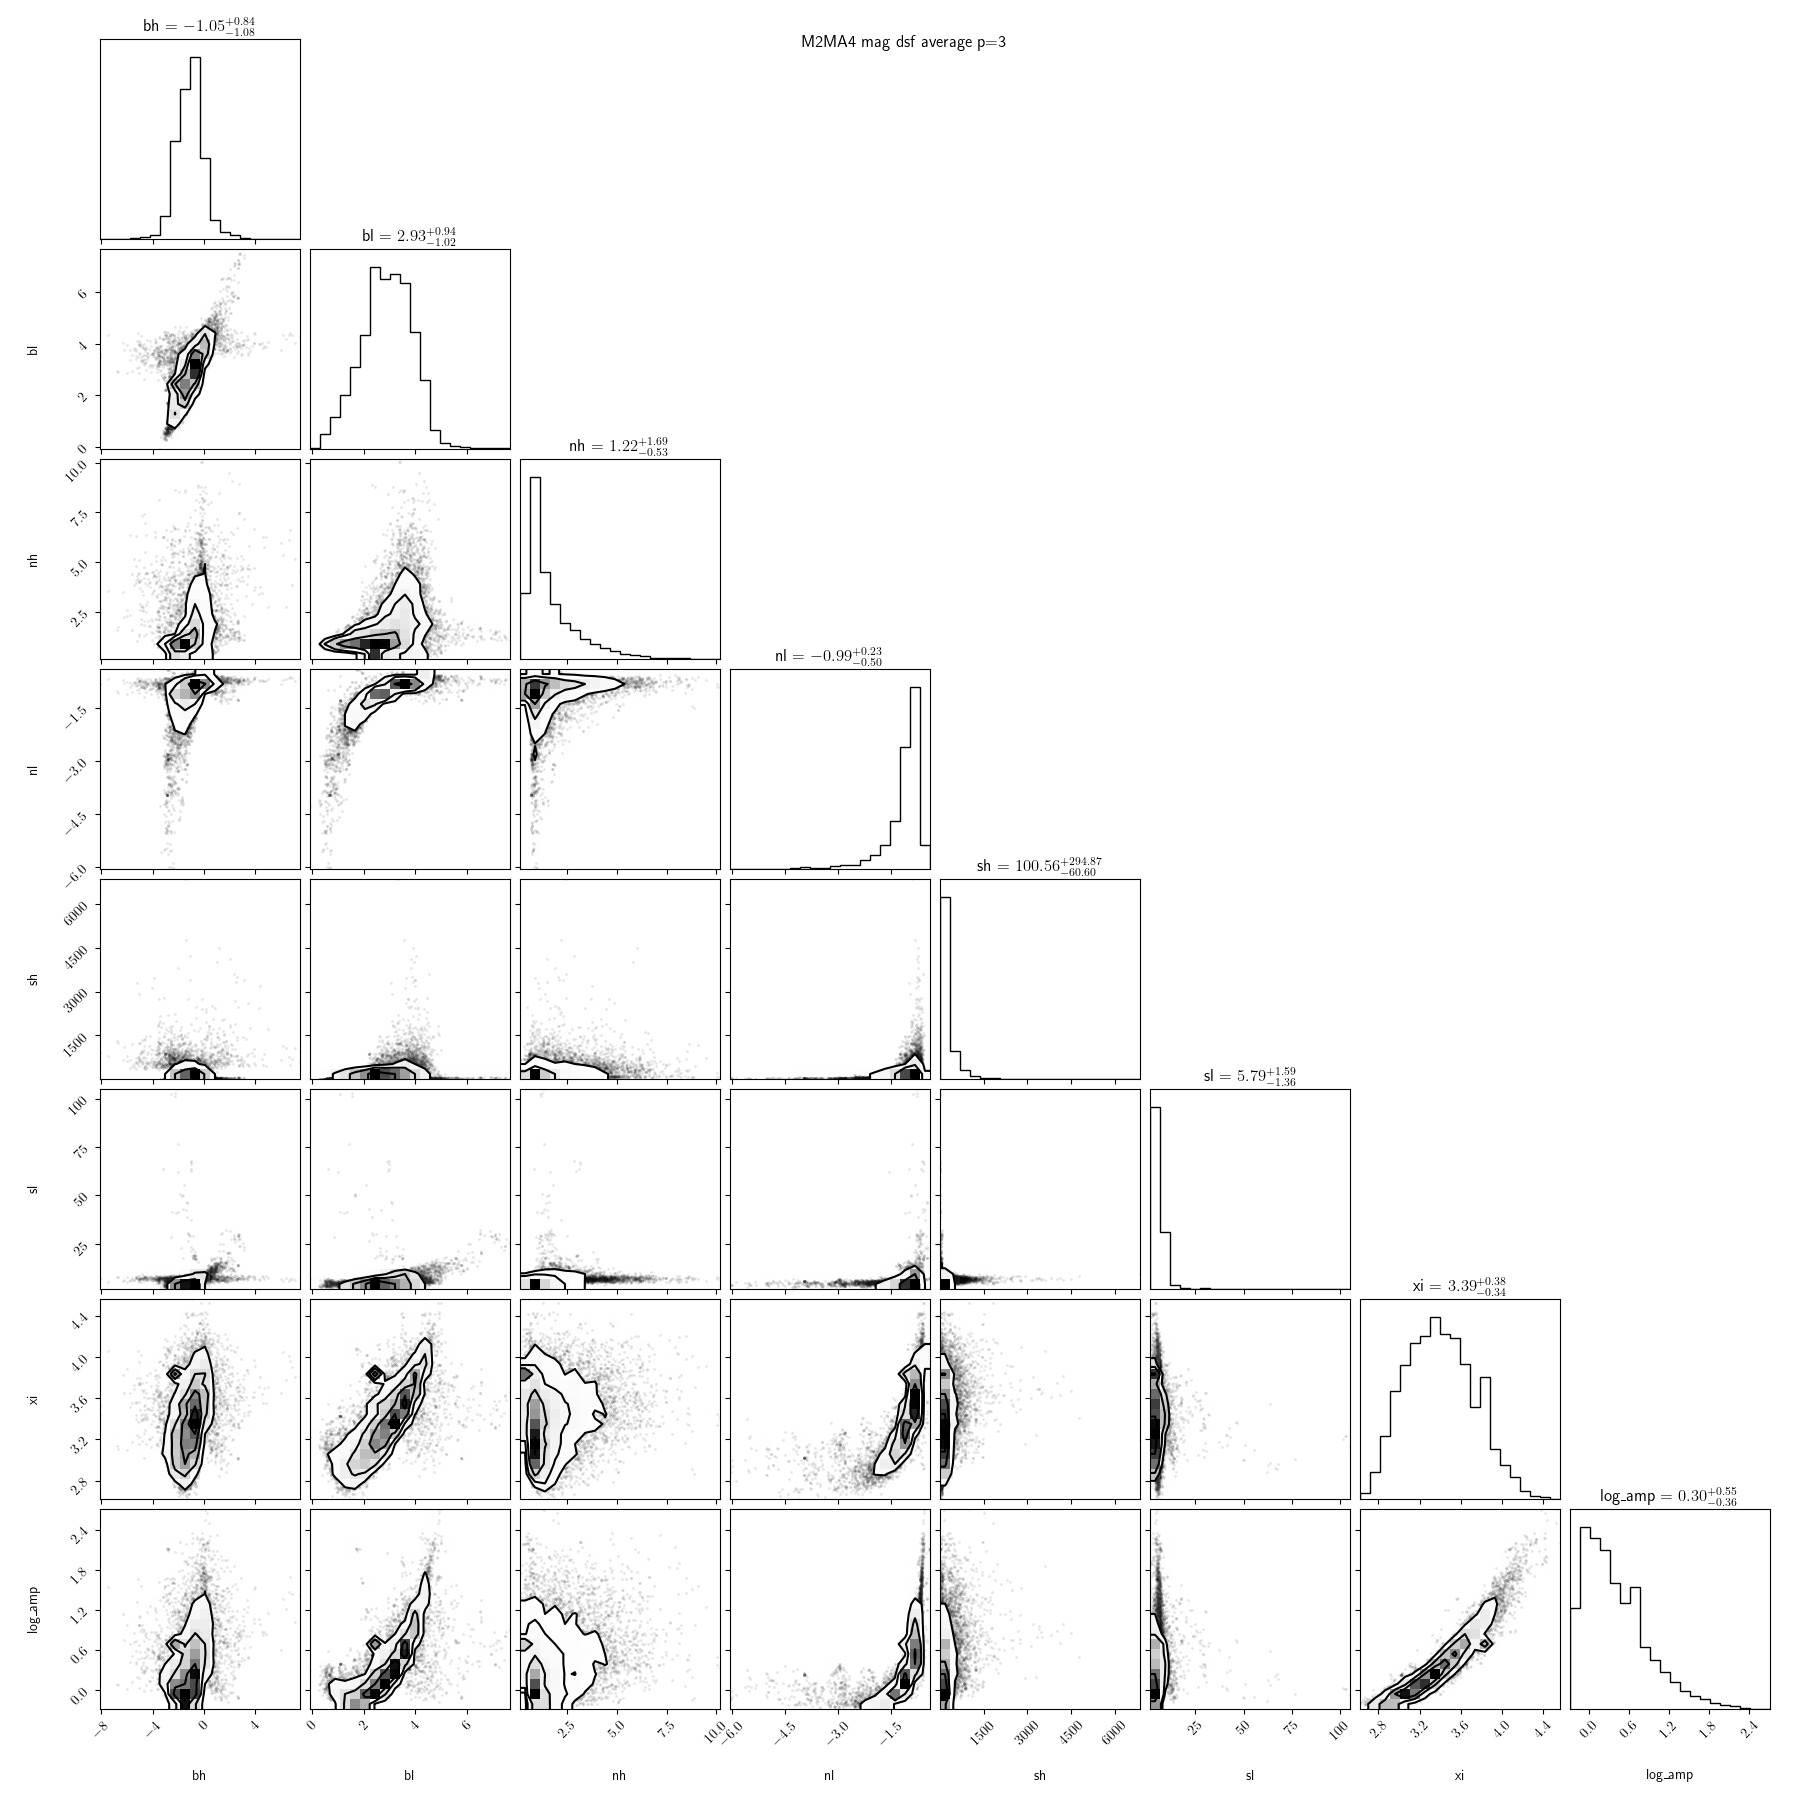 M2MA4 mag dsf average p=3
bh = −1.05 +0.84 −1.08
bl = 2.93 +0.94 −1.02
nh = 1.22 +1.69 −0.53
nl = −0.99 +0.23 −0.50
sh = 100.56 +294.87 −60.60
sl = 5.79 +1.59 −1.36
xi = 3.39 +0.38 −0.34
log_amp = 0.30 +0.55 −0.36
bl
6
4
2
0
nh
10.0
7.5
5.0
2.5
nl
−1.5
−3.0
−4.5
−6.0
sh
6000
4500
3000
1500
sl
100
75
50
25
xi
4.4
4.0
3.6
3.2
2.8
log_amp
2.4
1.8
1.2
0.6
0.0
−8 −4 0 4
0 2 4 6
2.5 5.0 7.5 10.0
−6.0 −4.5 −3.0 −1.5
1500 3000 4500 6000
25 50 75 100
2.8 3.2 3.6 4.0 4.4
0.0 0.6 1.2 1.8 2.4
bh bl nh nl sh sl xi log_amp